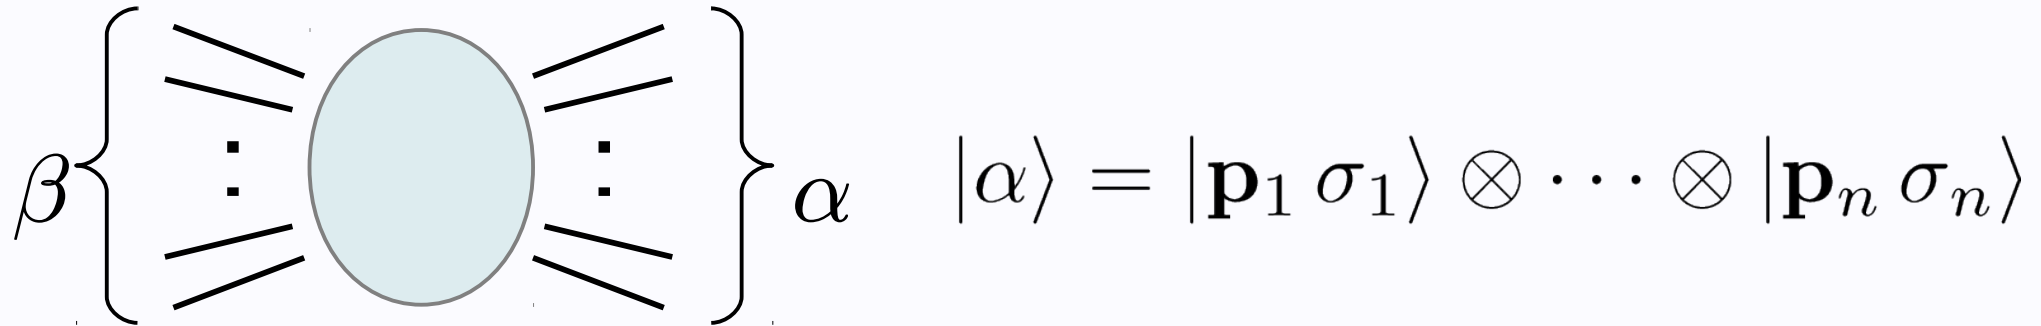 β { } α |α⟩ = |𝐩₁ σ₁⟩ ⊗ ··· ⊗ |𝐩ₙ σₙ⟩